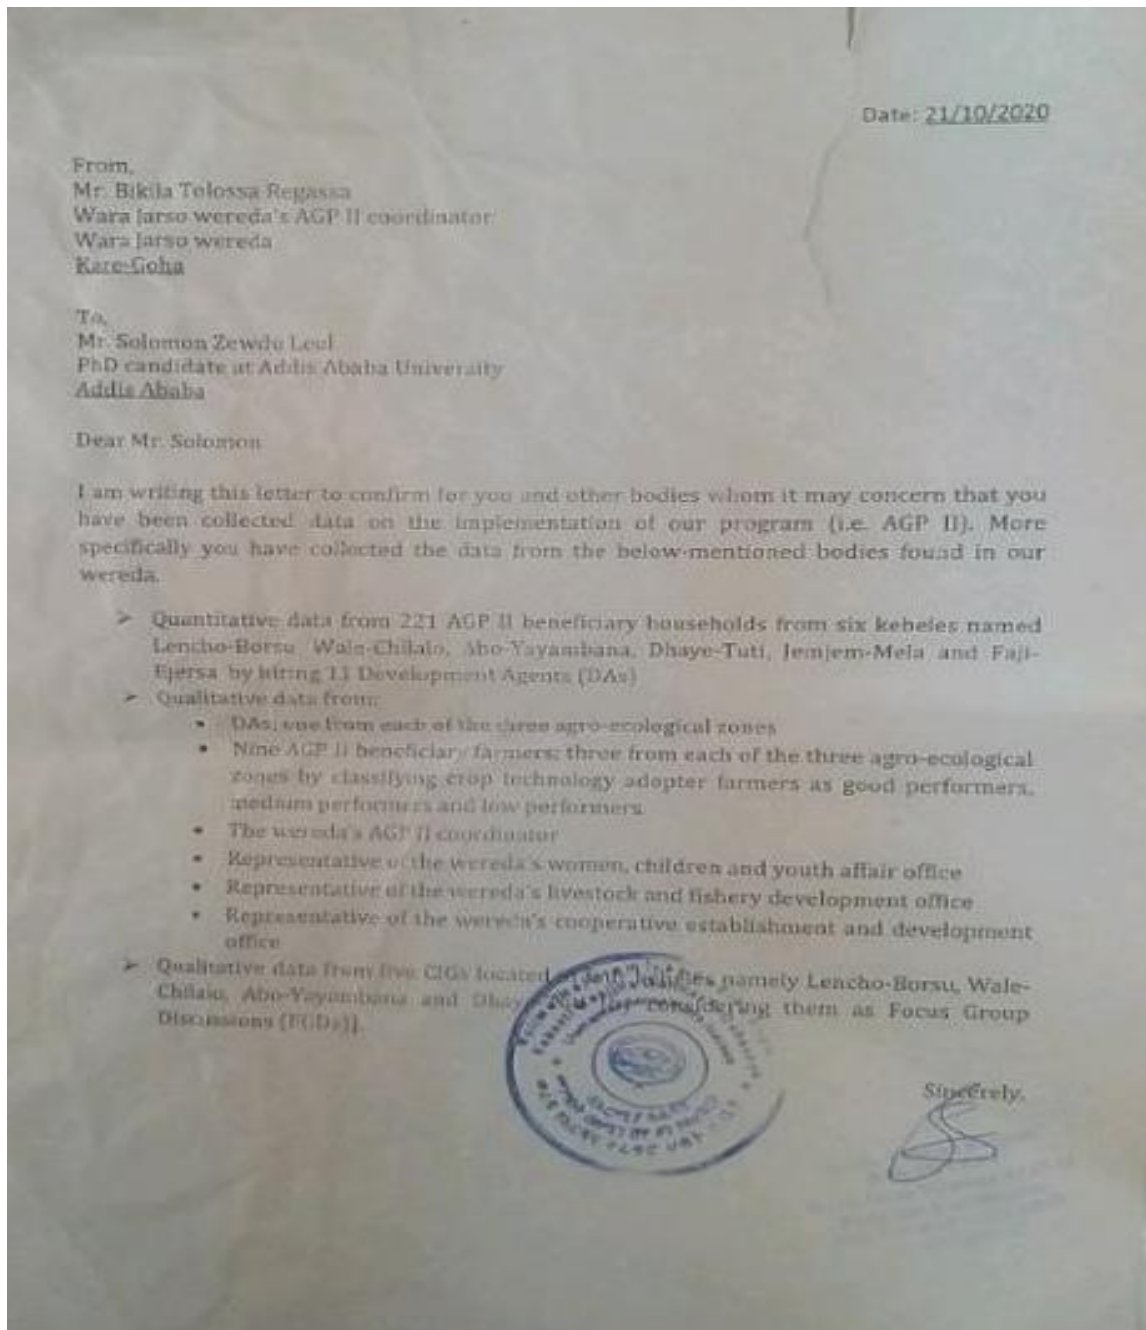 Date: 21/10/2020
From,
Mr. Bikila Tolossa Regassa
Wara Jarso wereda's AGP II coordinator
Wara Jarso wereda
Kare-Goha
To,
Mr. Solomon Zewdu Leul
PhD candidate at Addis Ababa University
Addis Ababa
Dear Mr. Solomon
I am writing this letter to confirm for you and other bodies whom it may concern that you
have been collected data on the implementation of our program (i.e. AGP II). More
specifically you have collected the data from the below-mentioned bodies found in our
wereda.
➢ Quantitative data from 221 AGP II beneficiary households from six kebeles named
Lencho-Borsu, Wale-Chilalo, Abo-Yayambana, Dhaye-Tuti, Jemjem-Mela and Faji-
Ejersa by hiring 13 Development Agents (DAs)
➢ Qualitative data from:
• DAs; one from each of the three agro-ecological zones
• Nine AGP II beneficiary farmers; three from each of the three agro-ecological
zones by classifying crop technology adopter farmers as good performers,
medium performers and low performers
• The wereda's AGP II coordinator
• Representative of the wereda's women, children and youth affair office
• Representative of the wereda's livestock and fishery development office
• Representative of the wereda's cooperative establishment and development
office
➢ Qualitative data from five CIGs located namely Lencho-Borsu, Wale-
Chilalo, Abo-Yayambana and considering them as Focus Group
Discussions (FGDs)].
Sincerely,